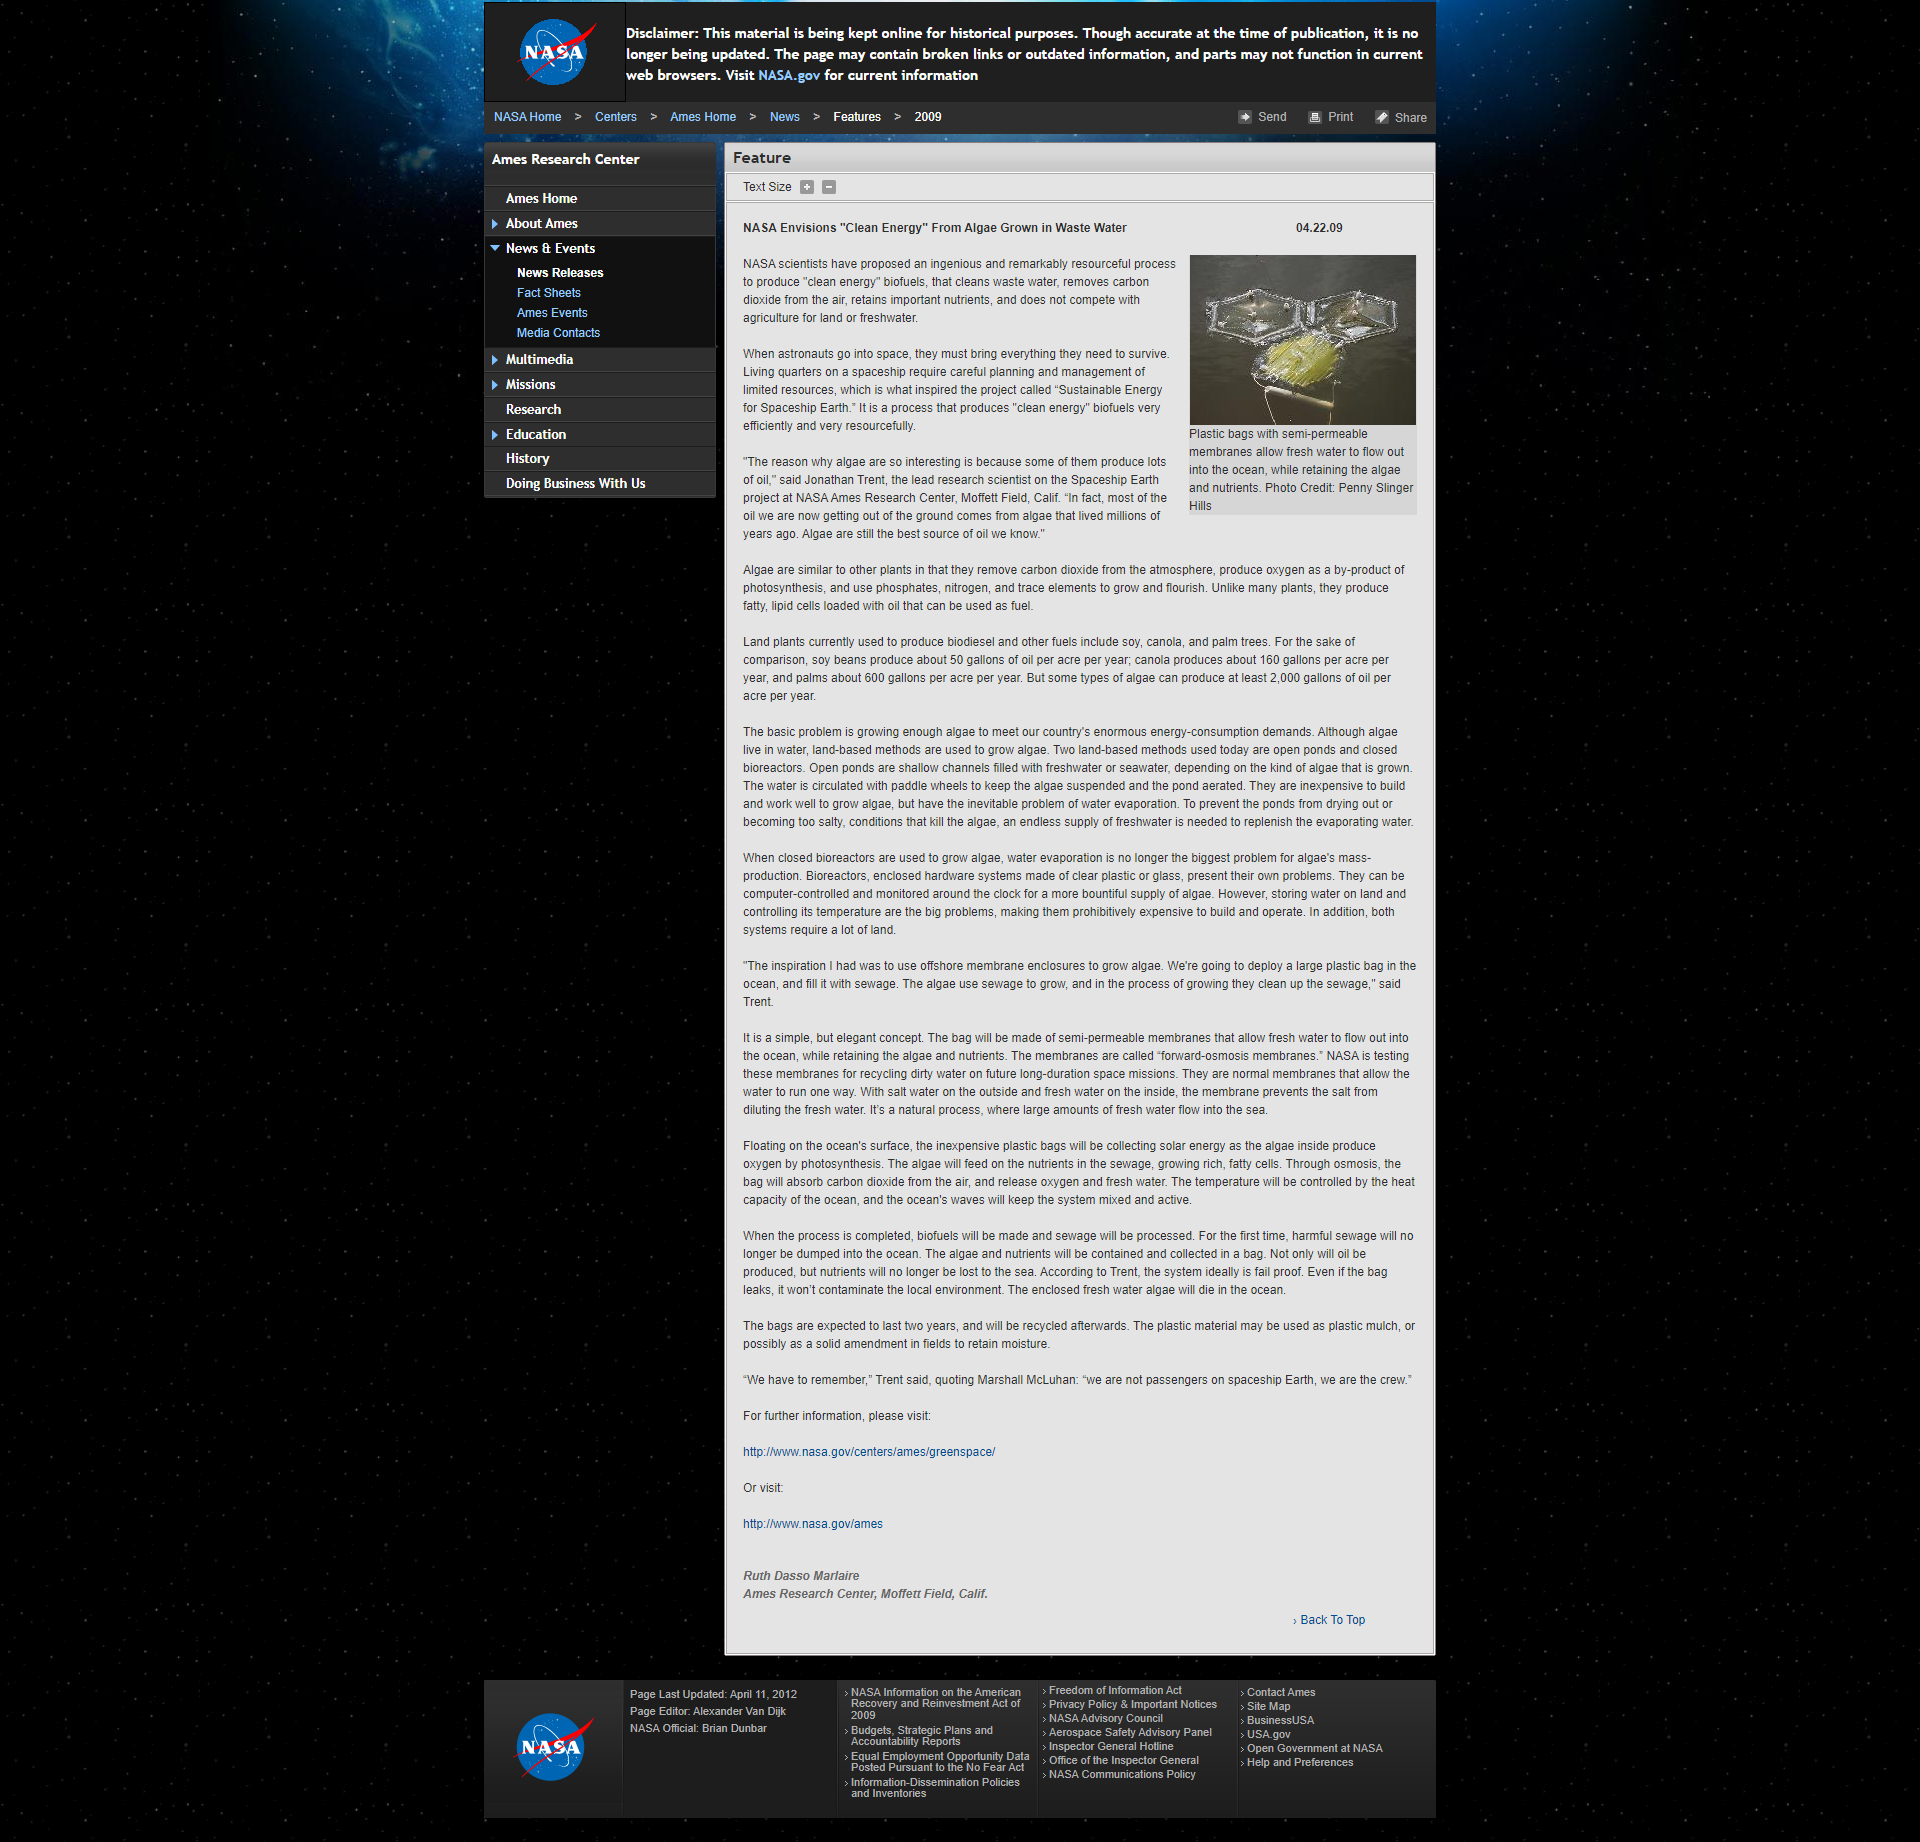 NASA
Disclaimer: This material is being kept online for historical purposes. Though accurate at the time of publication, it is no
longer being updated. The page may contain broken links or outdated information, and parts may not function in current
web browsers. Visit NASA.gov for current information
NASA Home > Centers > Ames Home > News > Features > 2009
Send Print Share
Ames Research Center
Ames Home
About Ames
News & Events
News Releases
Fact Sheets
Ames Events
Media Contacts
Multimedia
Missions
Research
Education
History
Doing Business With Us
Feature
Text Size
NASA Envisions "Clean Energy" From Algae Grown in Waste Water 04.22.09
NASA scientists have proposed an ingenious and remarkably resourceful process
to produce "clean energy" biofuels, that cleans waste water, removes carbon
dioxide from the air, retains important nutrients, and does not compete with
agriculture for land or freshwater.
When astronauts go into space, they must bring everything they need to survive.
Living quarters on a spaceship require careful planning and management of
limited resources, which is what inspired the project called “Sustainable Energy
for Spaceship Earth.” It is a process that produces "clean energy" biofuels very
efficiently and very resourcefully.
"The reason why algae are so interesting is because some of them produce lots
of oil," said Jonathan Trent, the lead research scientist on the Spaceship Earth
project at NASA Ames Research Center, Moffett Field, Calif. “In fact, most of the
oil we are now getting out of the ground comes from algae that lived millions of
years ago. Algae are still the best source of oil we know."
Plastic bags with semi-permeable
membranes allow fresh water to flow out
into the ocean, while retaining the algae
and nutrients. Photo Credit: Penny Slinger
Hills
Algae are similar to other plants in that they remove carbon dioxide from the atmosphere, produce oxygen as a by-product of
photosynthesis, and use phosphates, nitrogen, and trace elements to grow and flourish. Unlike many plants, they produce
fatty, lipid cells loaded with oil that can be used as fuel.
Land plants currently used to produce biodiesel and other fuels include soy, canola, and palm trees. For the sake of
comparison, soy beans produce about 50 gallons of oil per acre per year; canola produces about 160 gallons per acre per
year, and palms about 600 gallons per acre per year. But some types of algae can produce at least 2,000 gallons of oil per
acre per year.
The basic problem is growing enough algae to meet our country's enormous energy-consumption demands. Although algae
live in water, land-based methods are used to grow algae. Two land-based methods used today are open ponds and closed
bioreactors. Open ponds are shallow channels filled with freshwater or seawater, depending on the kind of algae that is grown.
The water is circulated with paddle wheels to keep the algae suspended and the pond aerated. They are inexpensive to build
and work well to grow algae, but have the inevitable problem of water evaporation. To prevent the ponds from drying out or
becoming too salty, conditions that kill the algae, an endless supply of freshwater is needed to replenish the evaporating water.
When closed bioreactors are used to grow algae, water evaporation is no longer the biggest problem for algae's mass-
production. Bioreactors, enclosed hardware systems made of clear plastic or glass, present their own problems. They can be
computer-controlled and monitored around the clock for a more bountiful supply of algae. However, storing water on land and
controlling its temperature are the big problems, making them prohibitively expensive to build and operate. In addition, both
systems require a lot of land.
"The inspiration I had was to use offshore membrane enclosures to grow algae. We're going to deploy a large plastic bag in the
ocean, and fill it with sewage. The algae use sewage to grow, and in the process of growing they clean up the sewage," said
Trent.
It is a simple, but elegant concept. The bag will be made of semi-permeable membranes that allow fresh water to flow out into
the ocean, while retaining the algae and nutrients. The membranes are called “forward-osmosis membranes.” NASA is testing
these membranes for recycling dirty water on future long-duration space missions. They are normal membranes that allow the
water to run one way. With salt water on the outside and fresh water on the inside, the membrane prevents the salt from
diluting the fresh water. It’s a natural process, where large amounts of fresh water flow into the sea.
Floating on the ocean's surface, the inexpensive plastic bags will be collecting solar energy as the algae inside produce
oxygen by photosynthesis. The algae will feed on the nutrients in the sewage, growing rich, fatty cells. Through osmosis, the
bag will absorb carbon dioxide from the air, and release oxygen and fresh water. The temperature will be controlled by the heat
capacity of the ocean, and the ocean's waves will keep the system mixed and active.
When the process is completed, biofuels will be made and sewage will be processed. For the first time, harmful sewage will no
longer be dumped into the ocean. The algae and nutrients will be contained and collected in a bag. Not only will oil be
produced, but nutrients will no longer be lost to the sea. According to Trent, the system ideally is fail proof. Even if the bag
leaks, it won’t contaminate the local environment. The enclosed fresh water algae will die in the ocean.
The bags are expected to last two years, and will be recycled afterwards. The plastic material may be used as plastic mulch, or
possibly as a solid amendment in fields to retain moisture.
“We have to remember,” Trent said, quoting Marshall McLuhan: “we are not passengers on spaceship Earth, we are the crew.”
For further information, please visit:
http://www.nasa.gov/centers/ames/greenspace/
Or visit:
http://www.nasa.gov/ames
Ruth Dasso Marlaire
Ames Research Center, Moffett Field, Calif.
› Back To Top
NASA
Page Last Updated: April 11, 2012
Page Editor: Alexander Van Dijk
NASA Official: Brian Dunbar
› NASA Information on the American
Recovery and Reinvestment Act of
2009
› Budgets, Strategic Plans and
Accountability Reports
› Equal Employment Opportunity Data
Posted Pursuant to the No Fear Act
› Information-Dissemination Policies
and Inventories
› Freedom of Information Act
› Privacy Policy & Important Notices
› NASA Advisory Council
› Aerospace Safety Advisory Panel
› Inspector General Hotline
› Office of the Inspector General
› NASA Communications Policy
› Contact Ames
› Site Map
› BusinessUSA
› USA.gov
› Open Government at NASA
› Help and Preferences